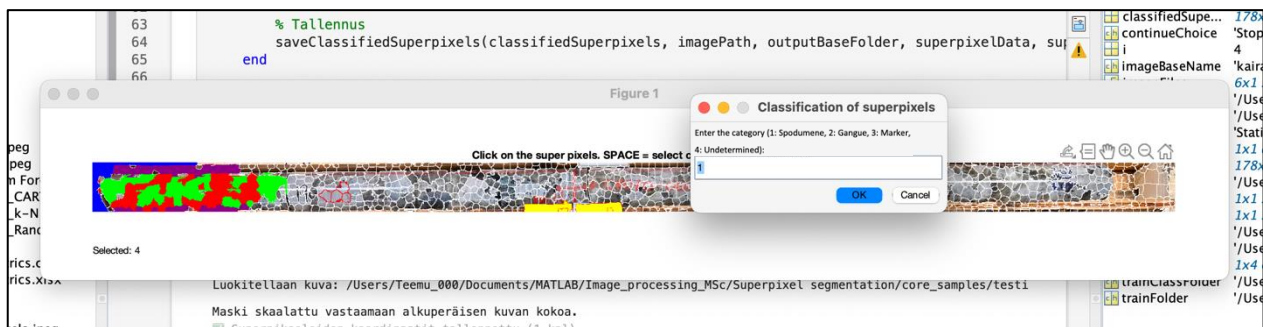 63 % Tallennus
64 saveClassifiedSuperpixels(classifiedSuperpixels, imagePath, outputBaseFolder, superpixelData,
65 end
66
classifiedSupe... 178x
continueChoice 'Stop
i 4
imageBaseName 'kaira
6x1
'/Use
'/Use
'Stati
1x1
178x
'/Use
1x1
1x1
'/Use
'/Use
1x4
trainClassFolder '/Use
trainFolder '/Use
Figure 1
Classification of superpixels
Enter the category (1: Spodumene, 2: Gangue, 3: Marker,
4: Undetermined):
1
OK Cancel
Click on the super pixels. SPACE = select
Selected: 4
peg
peg
m For
_CAR
_k-N
_Rand
rics.c
rics.xlsx
Luokitellaan kuva: /Users/Teemu_000/Documents/MATLAB/Image_processing_MSc/Superpixel segmentation/core_samples/testi
Maski skaalattu vastaamaan alkuperäisen kuvan kokoa.